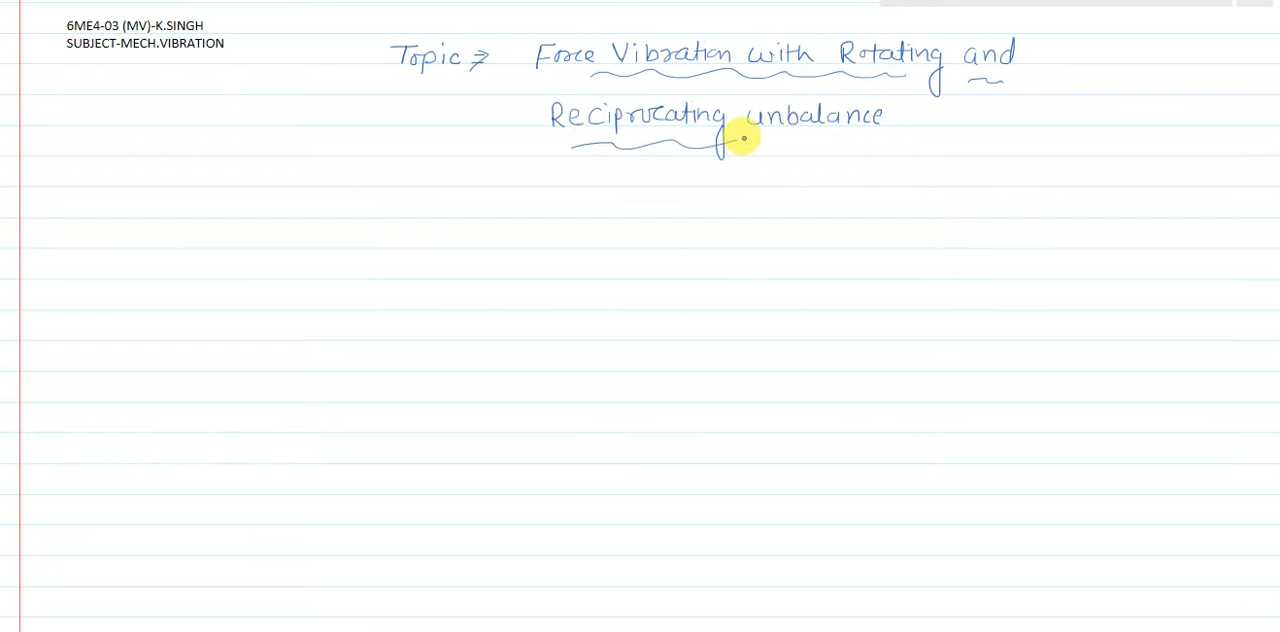 6ME4-03 (MV)-K.SINGH
SUBJECT-MECH.VIBRATION
Topic ⇒ Force Vibration with Rotating and
Reciprocating unbalance